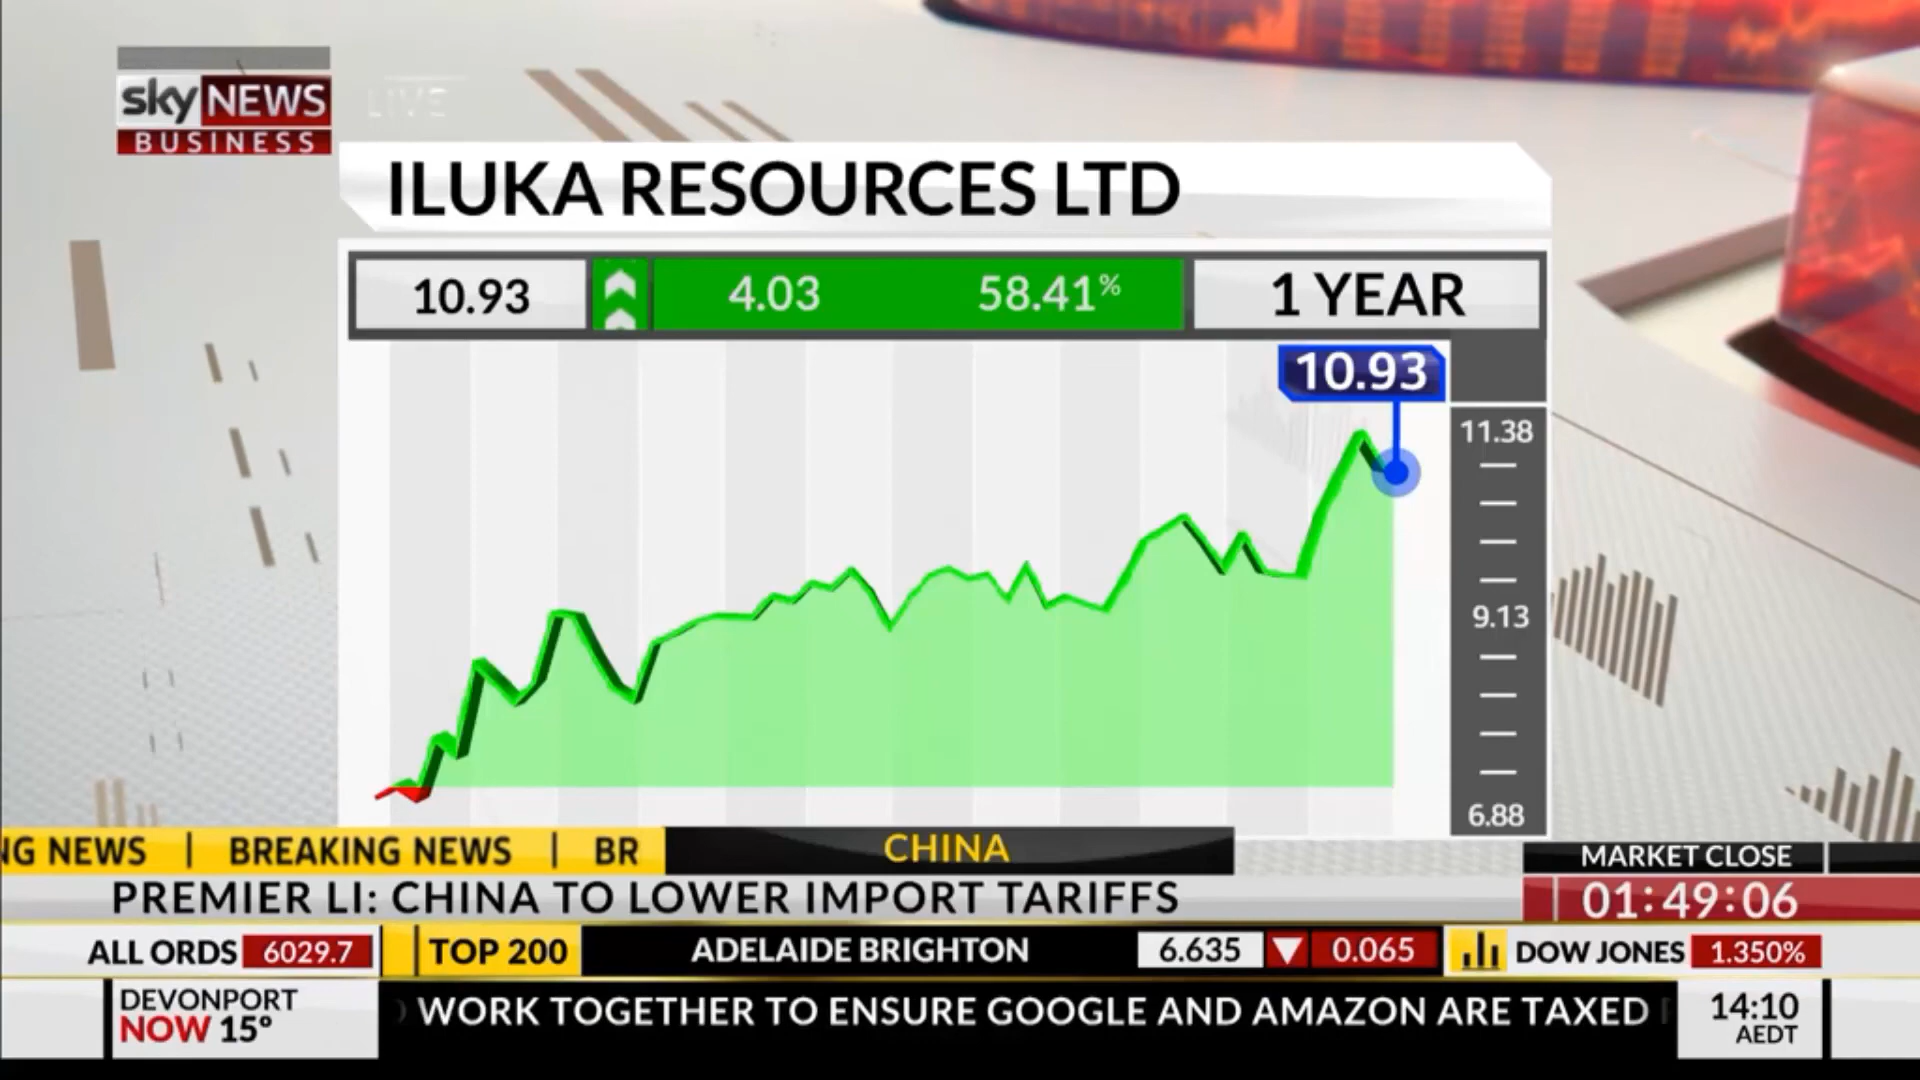 sky NEWS
BUSINESS
LIVE
ILUKA RESOURCES LTD
10.93 4.03 58.41% 1 YEAR
10.93
11.38
9.13
6.88
NG NEWS | BREAKING NEWS | BR
CHINA
MARKET CLOSE
PREMIER LI: CHINA TO LOWER IMPORT TARIFFS
01:49:06
ALL ORDS 6029.7 TOP 200 ADELAIDE BRIGHTON 6.635 0.065 DOW JONES 1.350%
DEVONPORT
NOW 15°
WORK TOGETHER TO ENSURE GOOGLE AND AMAZON ARE TAXED
14:10
AEDT